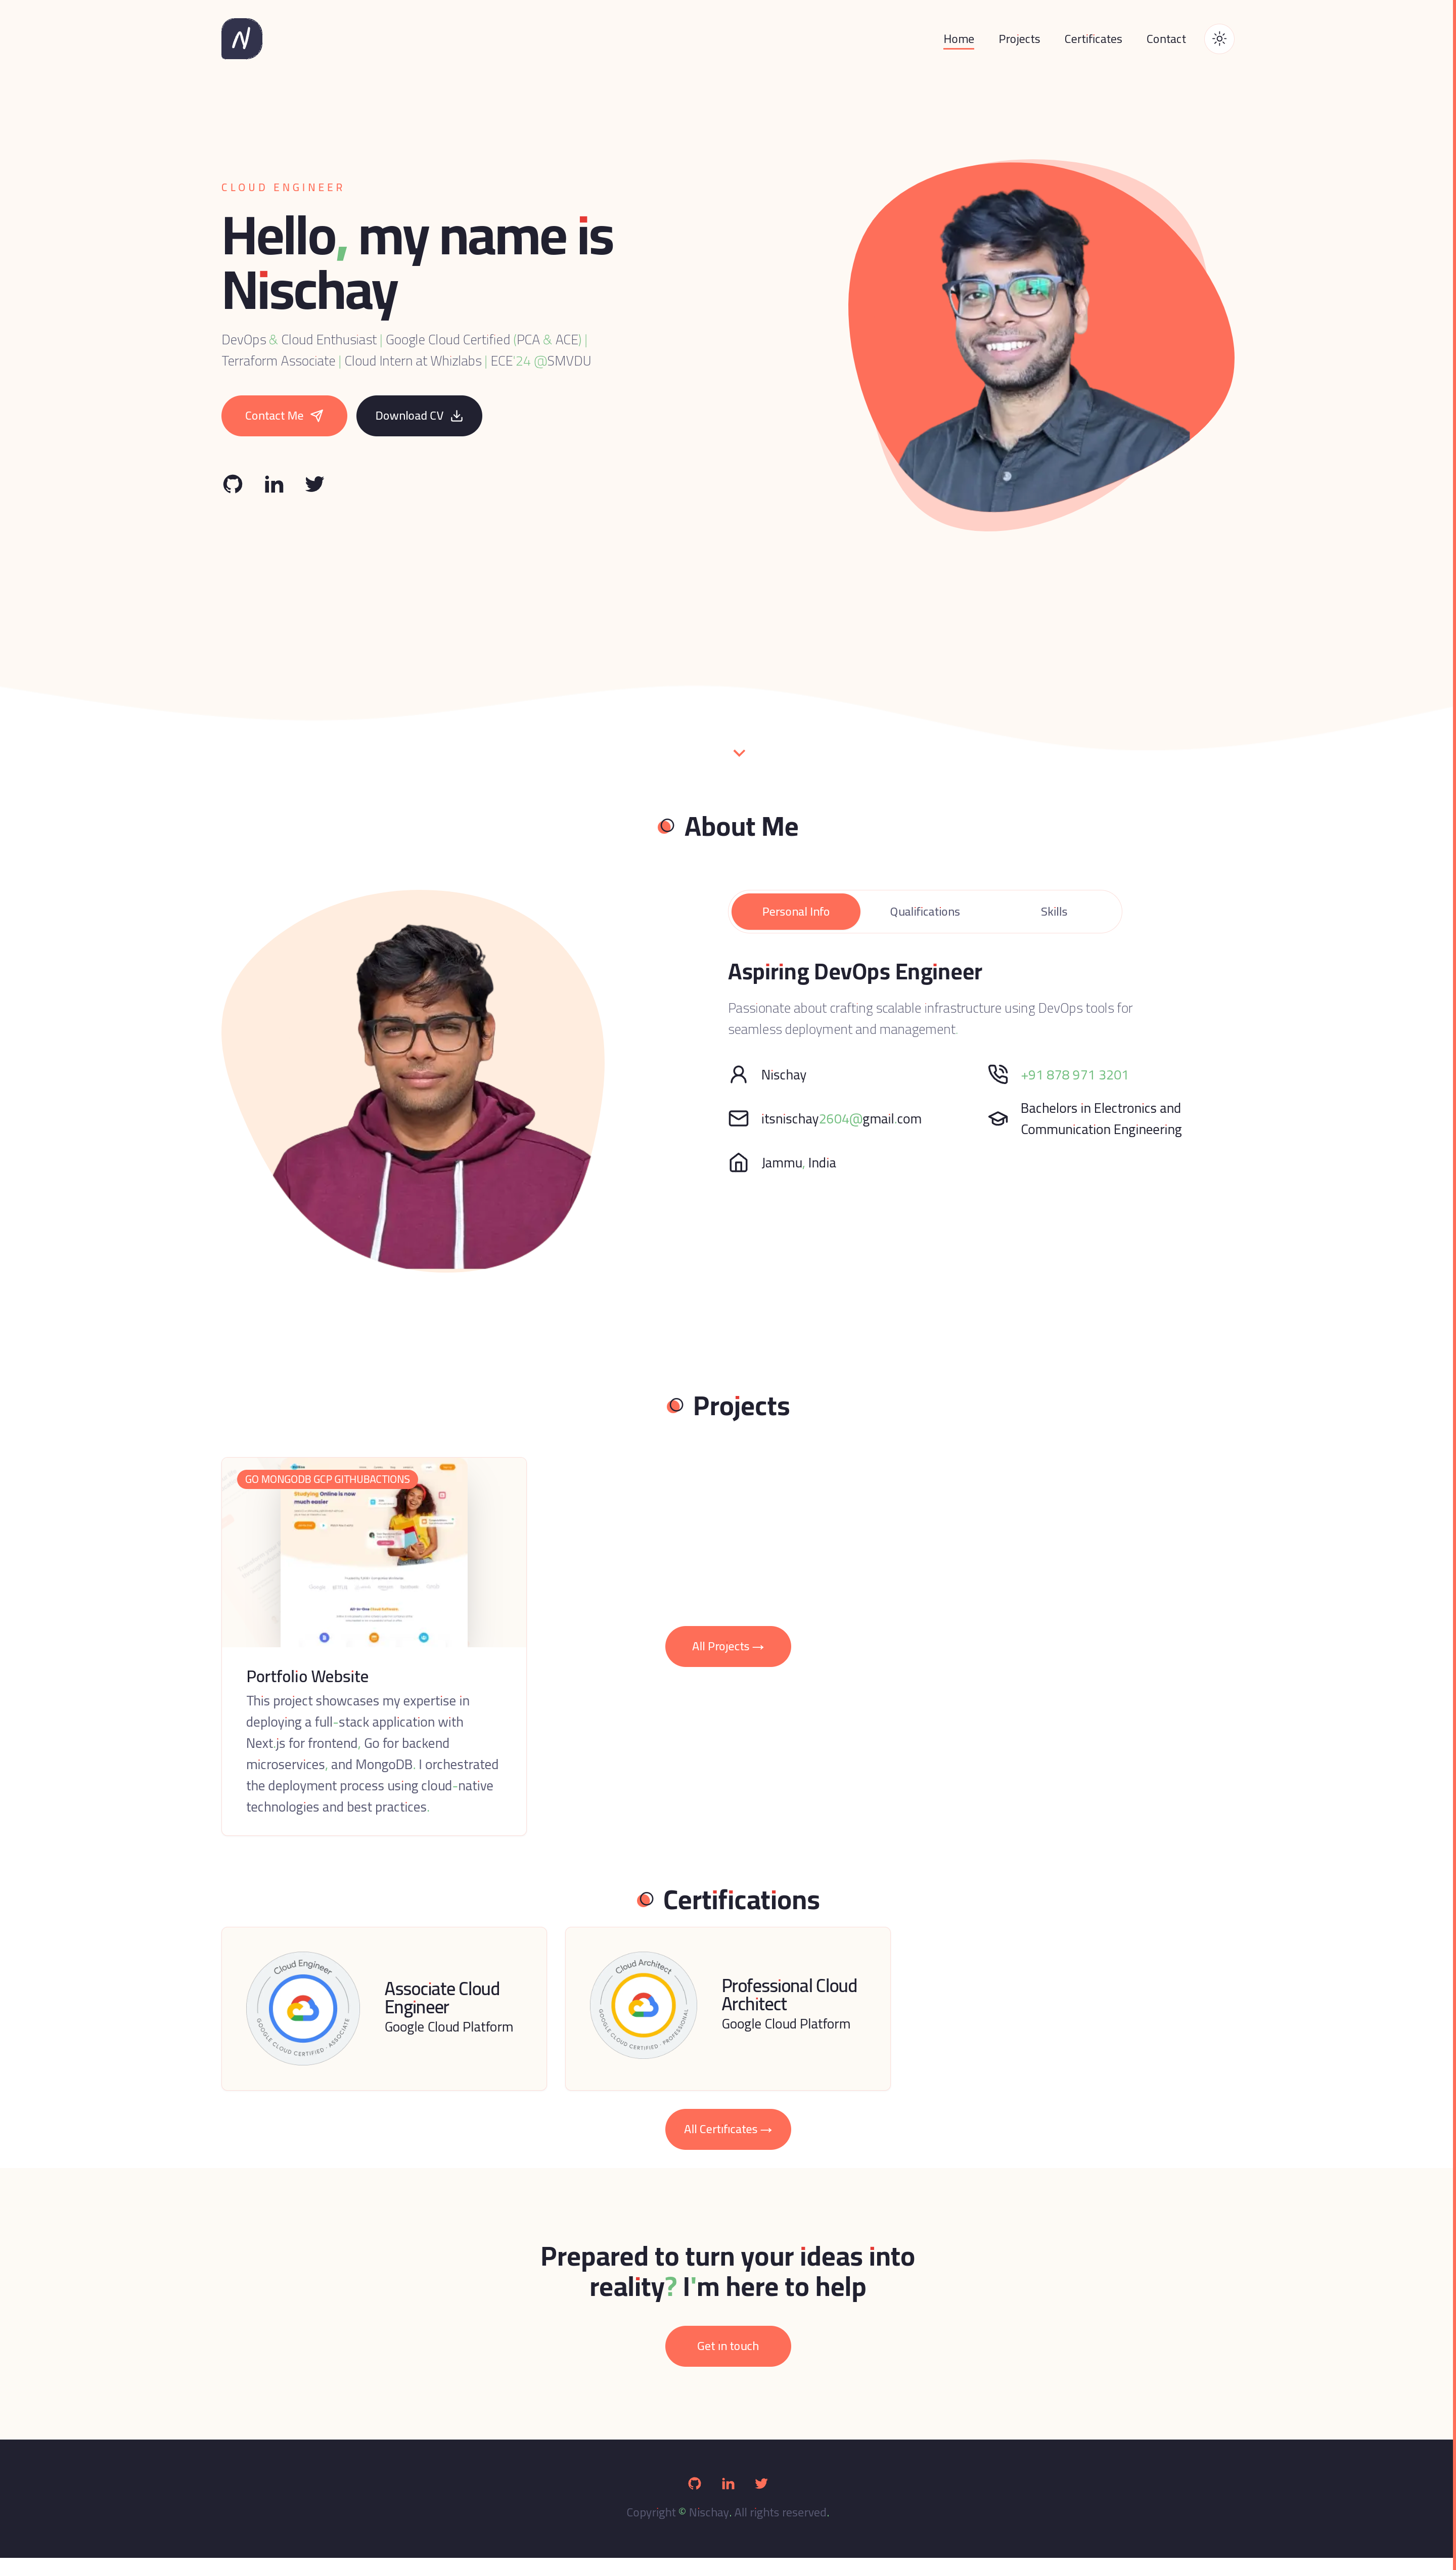 N
Home Projects Certificates Contact
CLOUD ENGINEER
Hello, my name is
Nischay
DevOps & Cloud Enthusiast | Google Cloud Certified (PCA & ACE) |
Terraform Associate | Cloud Intern at Whizlabs | ECE'24 @SMVDU
Contact Me Download CV
About Me
Personal Info Qualifications Skills
Aspiring DevOps Engineer
Passionate about crafting scalable infrastructure using DevOps tools for
seamless deployment and management.
Nischay
+91 878 971 3201
itsnischay2604@gmail.com
Bachelors in Electronics and
Communication Engineering
Jammu, India
Projects
GO MONGODB GCP GITHUBACTIONS
Studying Online is now
much easier
All Projects →
Portfolio Website
This project showcases my expertise in
deploying a full-stack application with
Next.js for frontend, Go for backend
microservices, and MongoDB. I orchestrated
the deployment process using cloud-native
technologies and best practices.
Certifications
Cloud Engineer
GOOGLE CLOUD CERTIFIED · ASSOCIATE
Associate Cloud
Engineer
Google Cloud Platform
Cloud Architect
GOOGLE CLOUD CERTIFIED · PROFESSIONAL
Professional Cloud
Architect
Google Cloud Platform
All Certificates →
Prepared to turn your ideas into
reality? I'm here to help
Get in touch
Copyright © Nischay. All rights reserved.